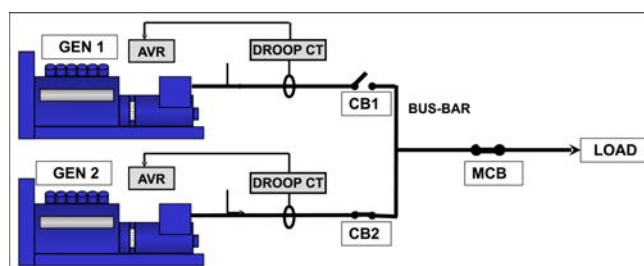 GEN 1
AVR
DROOP CT
CB1
BUS-BAR
MCB
LOAD
GEN 2
AVR
DROOP CT
CB2